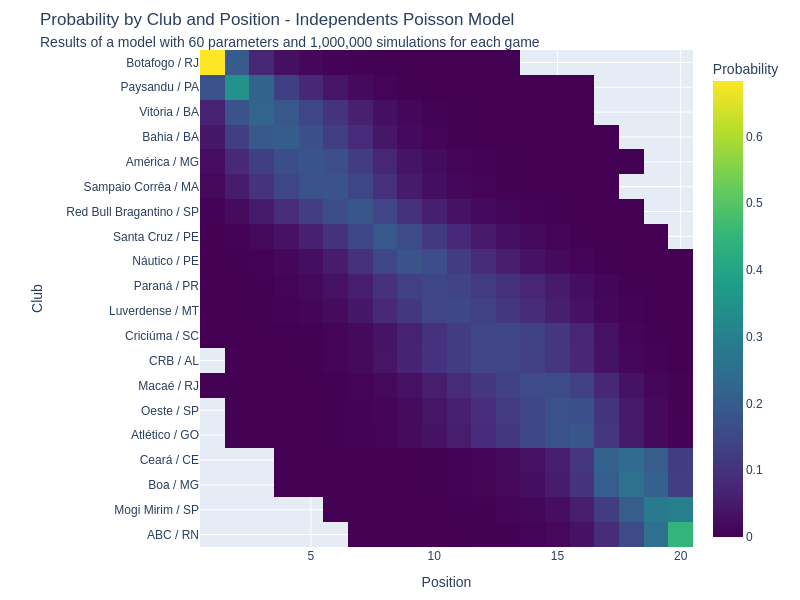 Probability by Club and Position - Independents Poisson Model
Results of a model with 60 parameters and 1,000,000 simulations for each game
Probability
Botafogo / RJ
Paysandu / PA
Vitória / BA
Bahia / BA
América / MG
Sampaio Corrêa / MA
Red Bull Bragantino / SP
Santa Cruz / PE
Náutico / PE
Paraná / PR
Luverdense / MT
Criciúma / SC
CRB / AL
Macaé / RJ
Oeste / SP
Atlético / GO
Ceará / CE
Boa / MG
Mogi Mirim / SP
ABC / RN
Club
5
10
15
20
Position
0.6
0.5
0.4
0.3
0.2
0.1
0